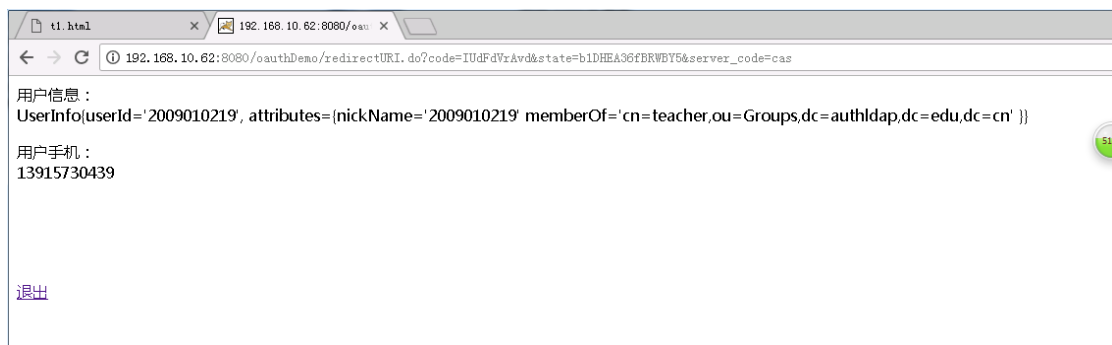 t1.html
192.168.10.62:8080/oau
192.168.10.62:8080/oauthDemo/redirectURI.do?code=IUdFdVrAvd&state=b1DHEA36fBRWBY5&server_code=cas
用户信息：
UserInfo{userId='2009010219', attributes={nickName='2009010219' memberOf='cn=teacher,ou=Groups,dc=authldap,dc=edu,dc=cn' }}
51
用户手机：
13915730439
退出